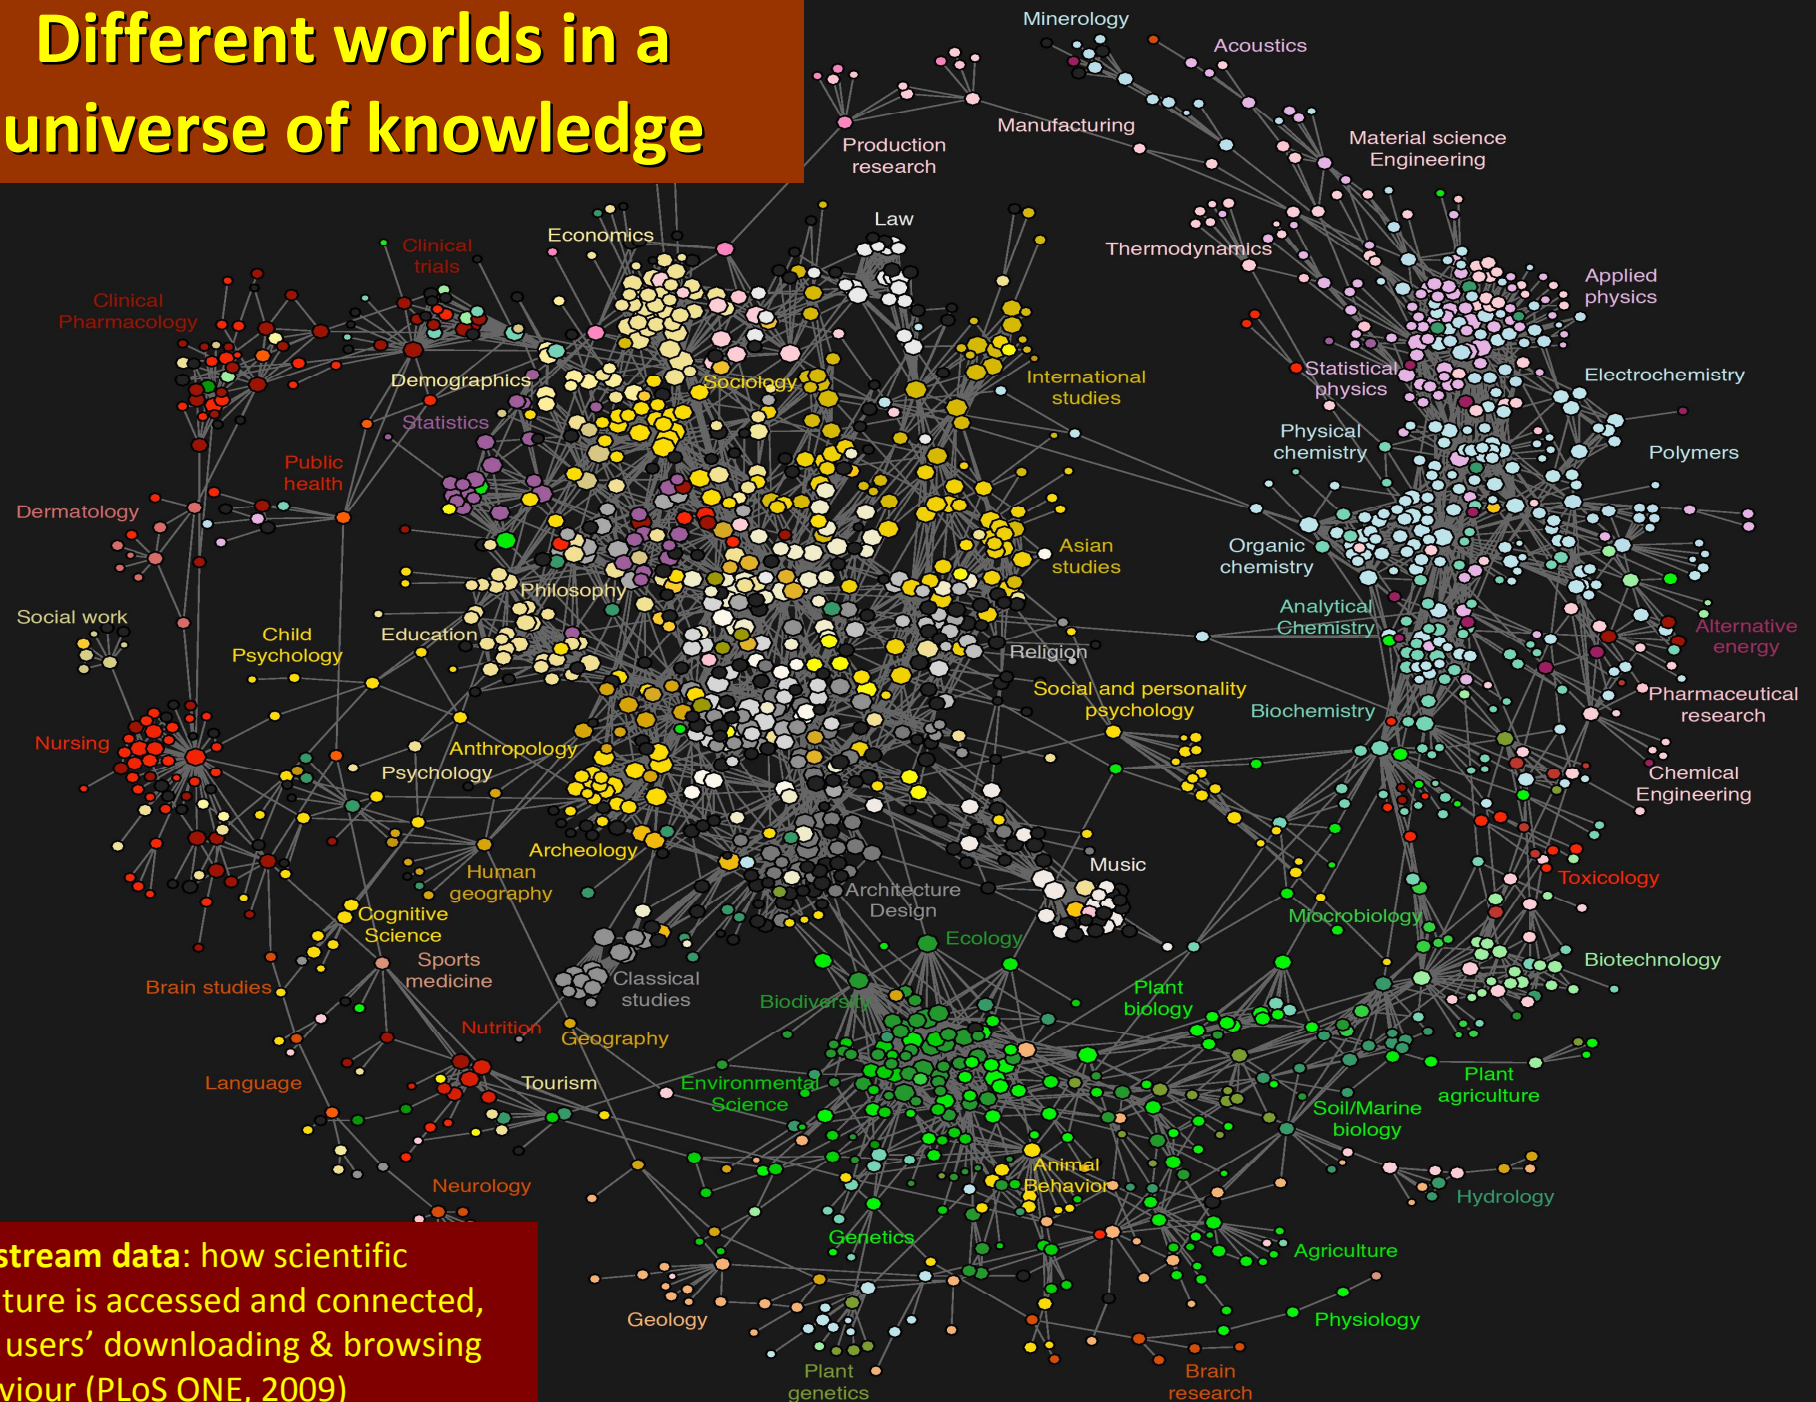 Different worlds in a
universe of knowledge
Minerology
Acoustics
Manufacturing
Production
research
Material science
Engineering
Law
Economics
Clinical
trials
Thermodynamics
Applied
physics
Clinical
Pharmacology
Demographics
Sociology
International
studies
Statistical
physics
Electrochemistry
Statistics
Physical
chemistry
Polymers
Public
health
Dermatology
Asian
studies
Organic
chemistry
Philosophy
Social work
Child
Psychology
Education
Religion
Analytical
Chemistry
Alternative
energy
Social and personality
psychology
Biochemistry
Pharmaceutical
research
Nursing
Anthropology
Psychology
Chemical
Engineering
Archeology
Human
geography
Music
Architecture
Design
Toxicology
Cognitive
Science
Miocrobiology
Ecology
Sports
medicine
Classical
studies
Biotechnology
Brain studies
Biodiversity
Plant
biology
Nutrition
Geography
Language
Tourism
Environmental
Science
Plant
agriculture
Soil/Marine
biology
Animal
Behavior
Neurology
Hydrology
Genetics
Agriculture
stream data: how scientific
ture is accessed and connected,
users’ downloading & browsing
viour (PLoS ONE, 2009)
Geology
Physiology
Plant
genetics
Brain
research